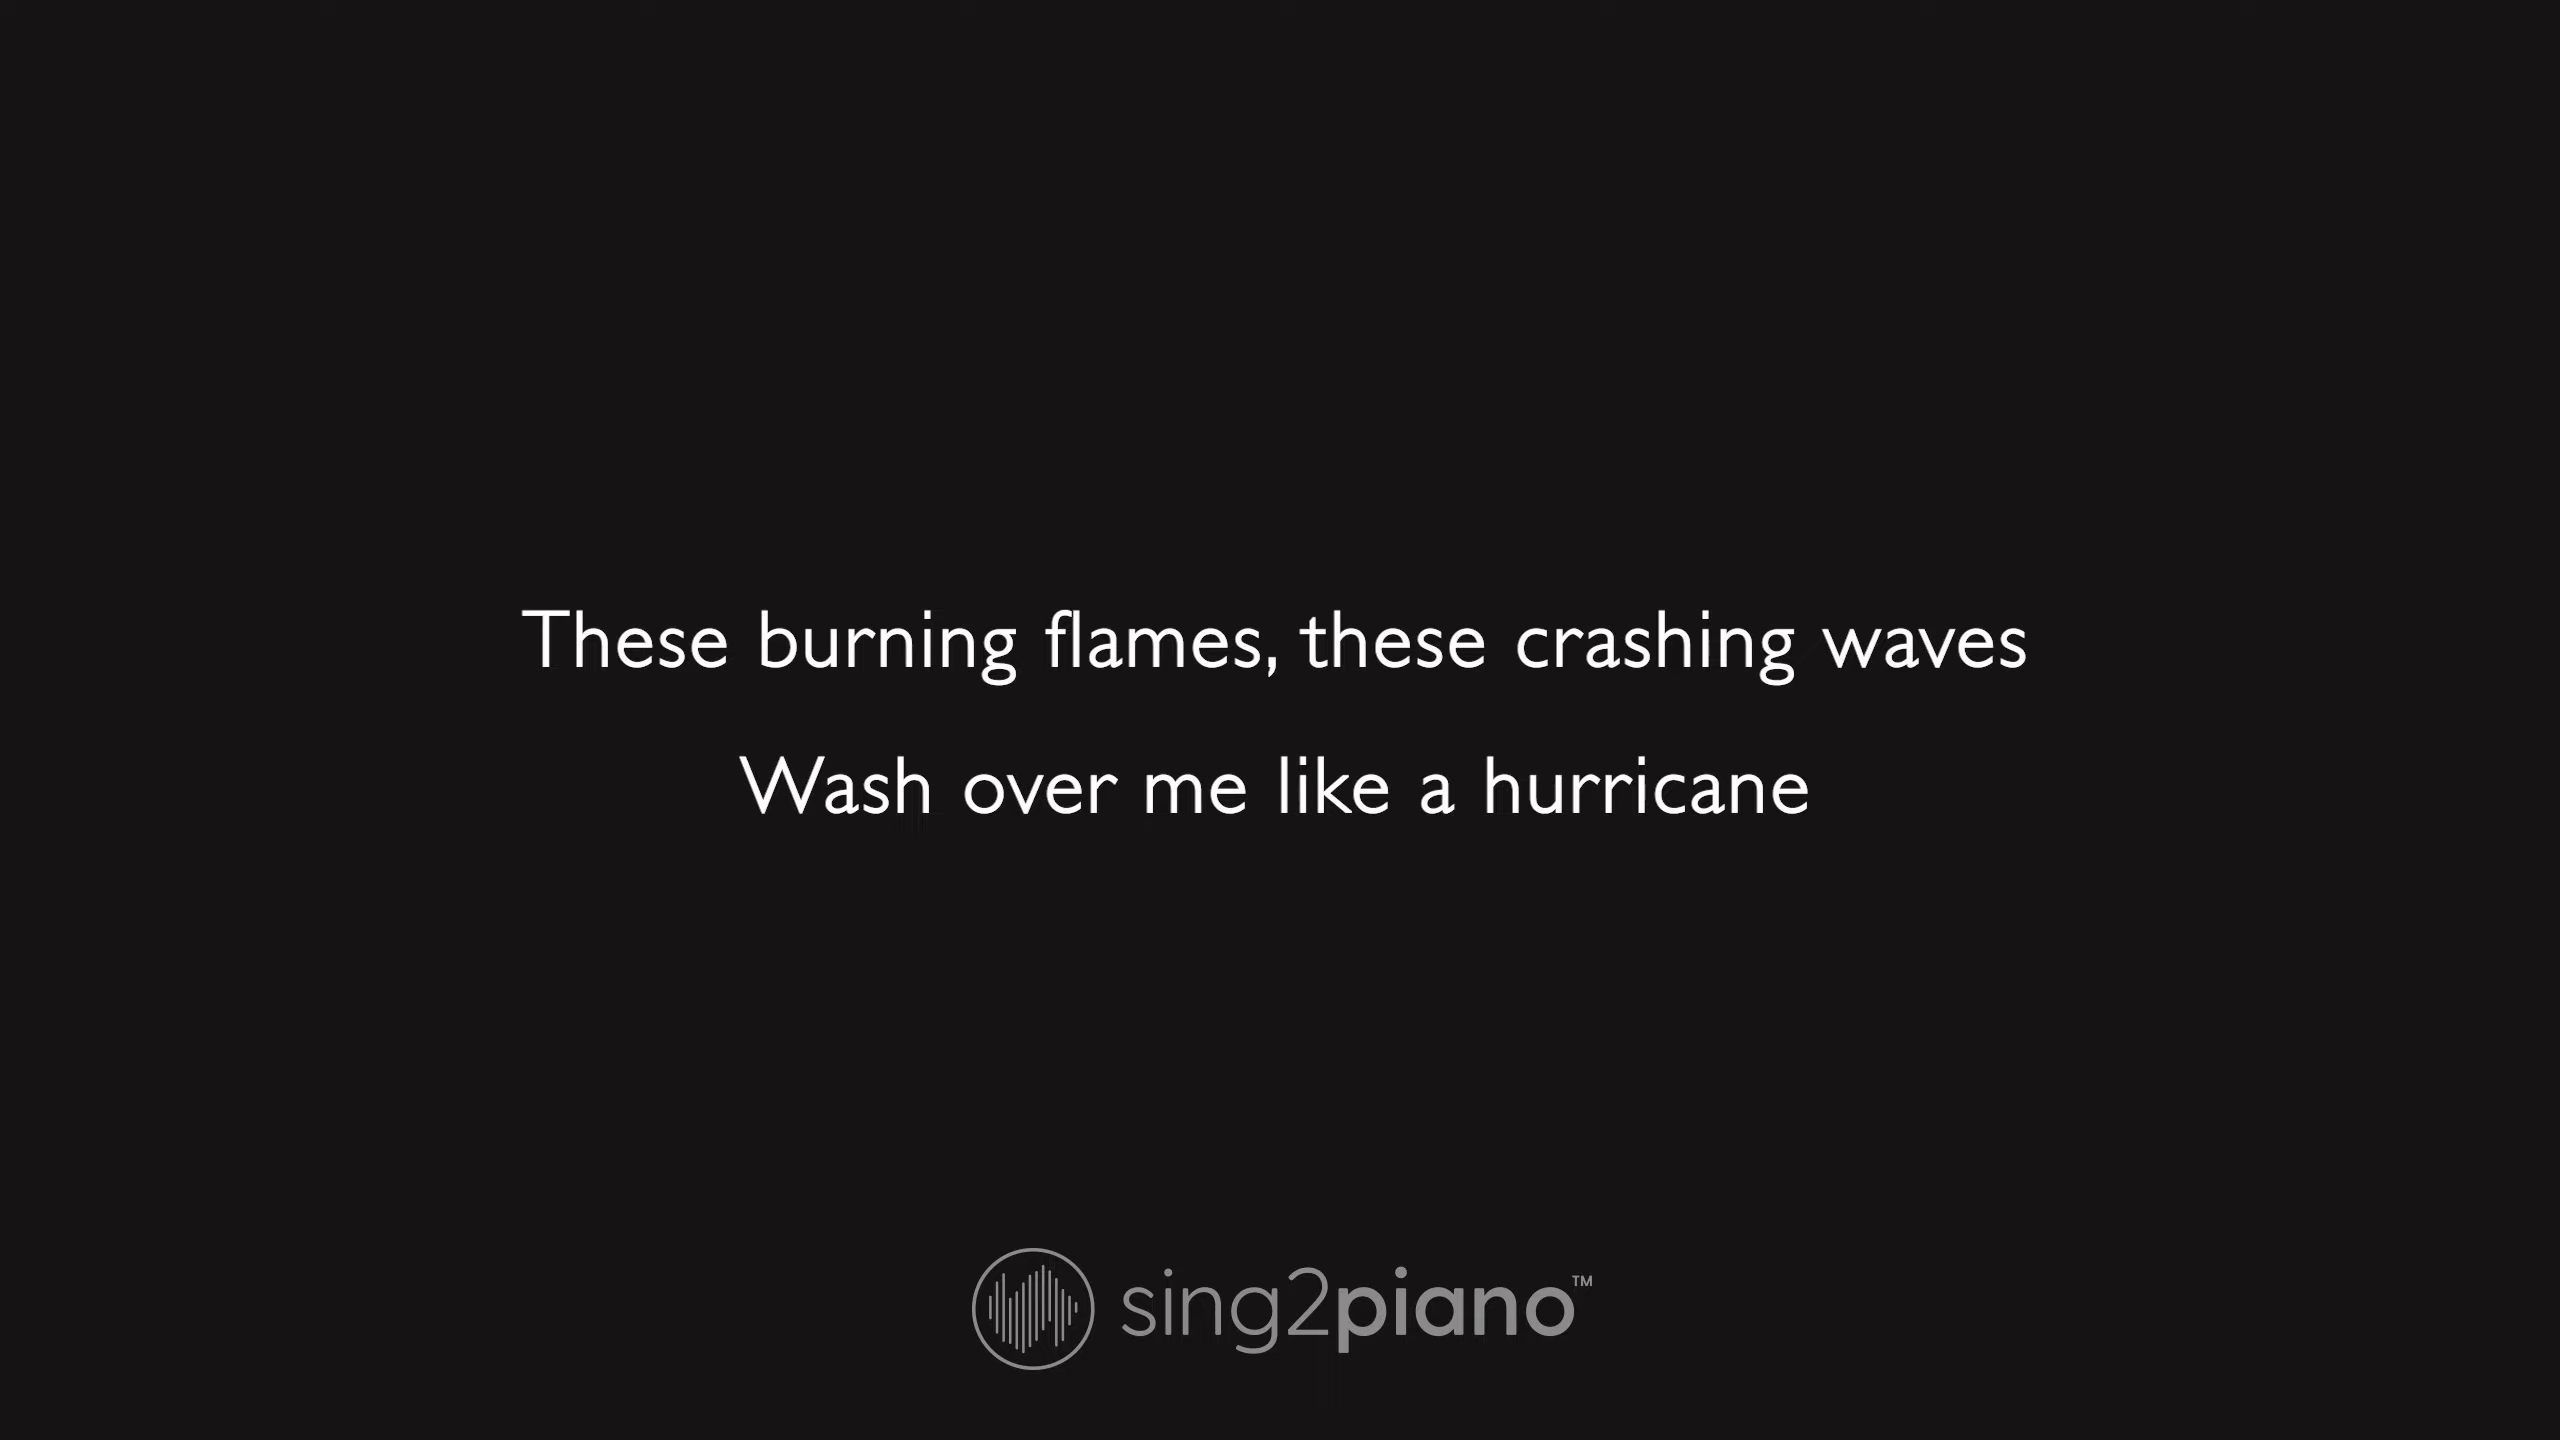 These burning flames, these crashing waves
Wash over me like a hurricane
sing2piano™